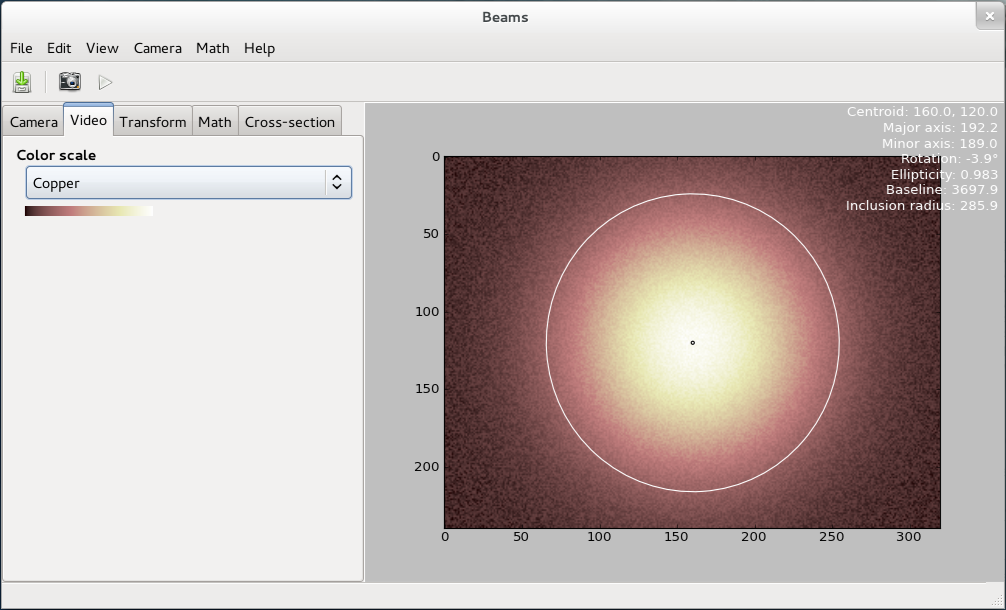 Beams
File Edit View Camera Math Help
Camera Video Transform Math Cross-section
Color scale
Copper
Centroid: 160.0, 120.0
Major axis: 192.2
Minor axis: 189.0
Rotation: -3.9°
Ellipticity: 0.983
Baseline: 3697.9
Inclusion radius: 285.9
0
50
100
150
200
0 50 100 150 200 250 300